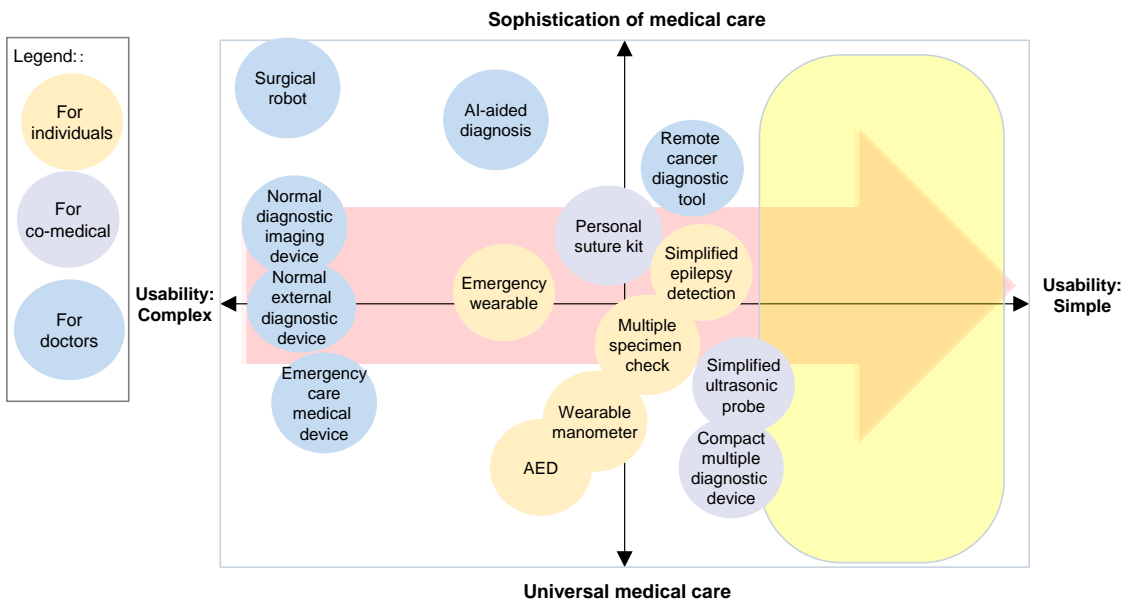 Sophistication of medical care
Legend::
For
individuals
For
co-medical
For
doctors
Surgical
robot
AI-aided
diagnosis
Remote
cancer
diagnostic
tool
Normal
diagnostic
imaging
device
Personal
suture kit
Simplified
epilepsy
detection
Usability:
Complex
Normal
external
diagnostic
device
Emergency
wearable
Usability:
Simple
Multiple
specimen
check
Emergency
care
medical
device
Simplified
ultrasonic
probe
Wearable
manometer
AED
Compact
multiple
diagnostic
device
Universal medical care